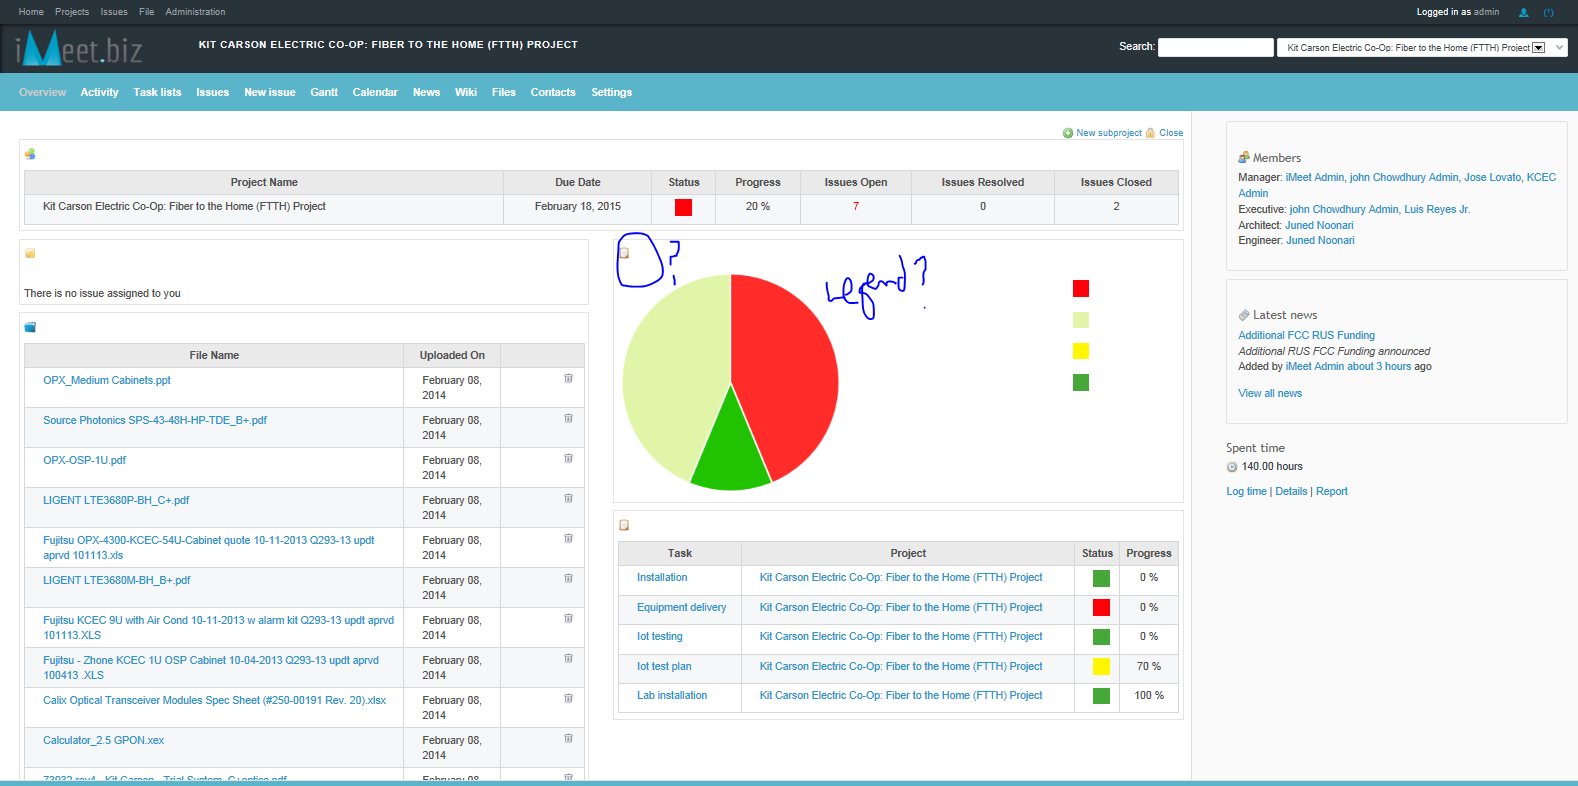 Home Projects Issues File Administration
Logged in as admin
iMeet.biz
KIT CARSON ELECTRIC CO-OP: FIBER TO THE HOME (FTTH) PROJECT
Search:
Kit Carson Electric Co-Op: Fiber to the Home (FTTH) Project
Overview Activity Task lists Issues New issue Gantt Calendar News Wiki Files Contacts Settings
New subproject Close
Project Name Due Date Status Progress Issues Open Issues Resolved Issues Closed
Kit Carson Electric Co-Op: Fiber to the Home (FTTH) Project February 18, 2015 20 % 7 0 2
There is no issue assigned to you
File Name Uploaded On
OPX_Medium Cabinets.ppt February 08,
2014
Source Photonics SPS-43-48H-HP-TDE_B+.pdf February 08,
2014
OPX-OSP-1U.pdf February 08,
2014
LIGENT LTE3680P-BH_C+.pdf February 08,
2014
Fujitsu OPX-4300-KCEC-54U-Cabinet quote 10-11-2013 Q293-13 updt February 08,
aprvd 101113.xls 2014
LIGENT LTE3680M-BH_B+.pdf February 08,
2014
Fujitsu KCEC 9U with Air Cond 10-11-2013 w alarm kit Q293-13 updt aprvd February 08,
101113.XLS 2014
Fujitsu - Zhone KCEC 1U OSP Cabinet 10-04-2013 Q293-13 updt aprvd February 08,
100413 .XLS 2014
Calix Optical Transceiver Modules Spec Sheet (#250-00191 Rev. 20).xlsx February 08,
2014
Calculator_2.5 GPON.xex February 08,
2014
73932 rev4 - Kit Carson - Trial System_C+optics.pdf February 08,
?
Legend?
Task Project Status Progress
Installation Kit Carson Electric Co-Op: Fiber to the Home (FTTH) Project 0 %
Equipment delivery Kit Carson Electric Co-Op: Fiber to the Home (FTTH) Project 0 %
Iot testing Kit Carson Electric Co-Op: Fiber to the Home (FTTH) Project 0 %
Iot test plan Kit Carson Electric Co-Op: Fiber to the Home (FTTH) Project 70 %
Lab installation Kit Carson Electric Co-Op: Fiber to the Home (FTTH) Project 100 %
Members
Manager: iMeet Admin, john Chowdhury Admin, Jose Lovato, KCEC
Admin
Executive: john Chowdhury Admin, Luis Reyes Jr.
Architect: Juned Noonari
Engineer: Juned Noonari
Latest news
Additional FCC RUS Funding
Additional RUS FCC Funding announced
Added by iMeet Admin about 3 hours ago
View all news
Spent time
140.00 hours
Log time | Details | Report